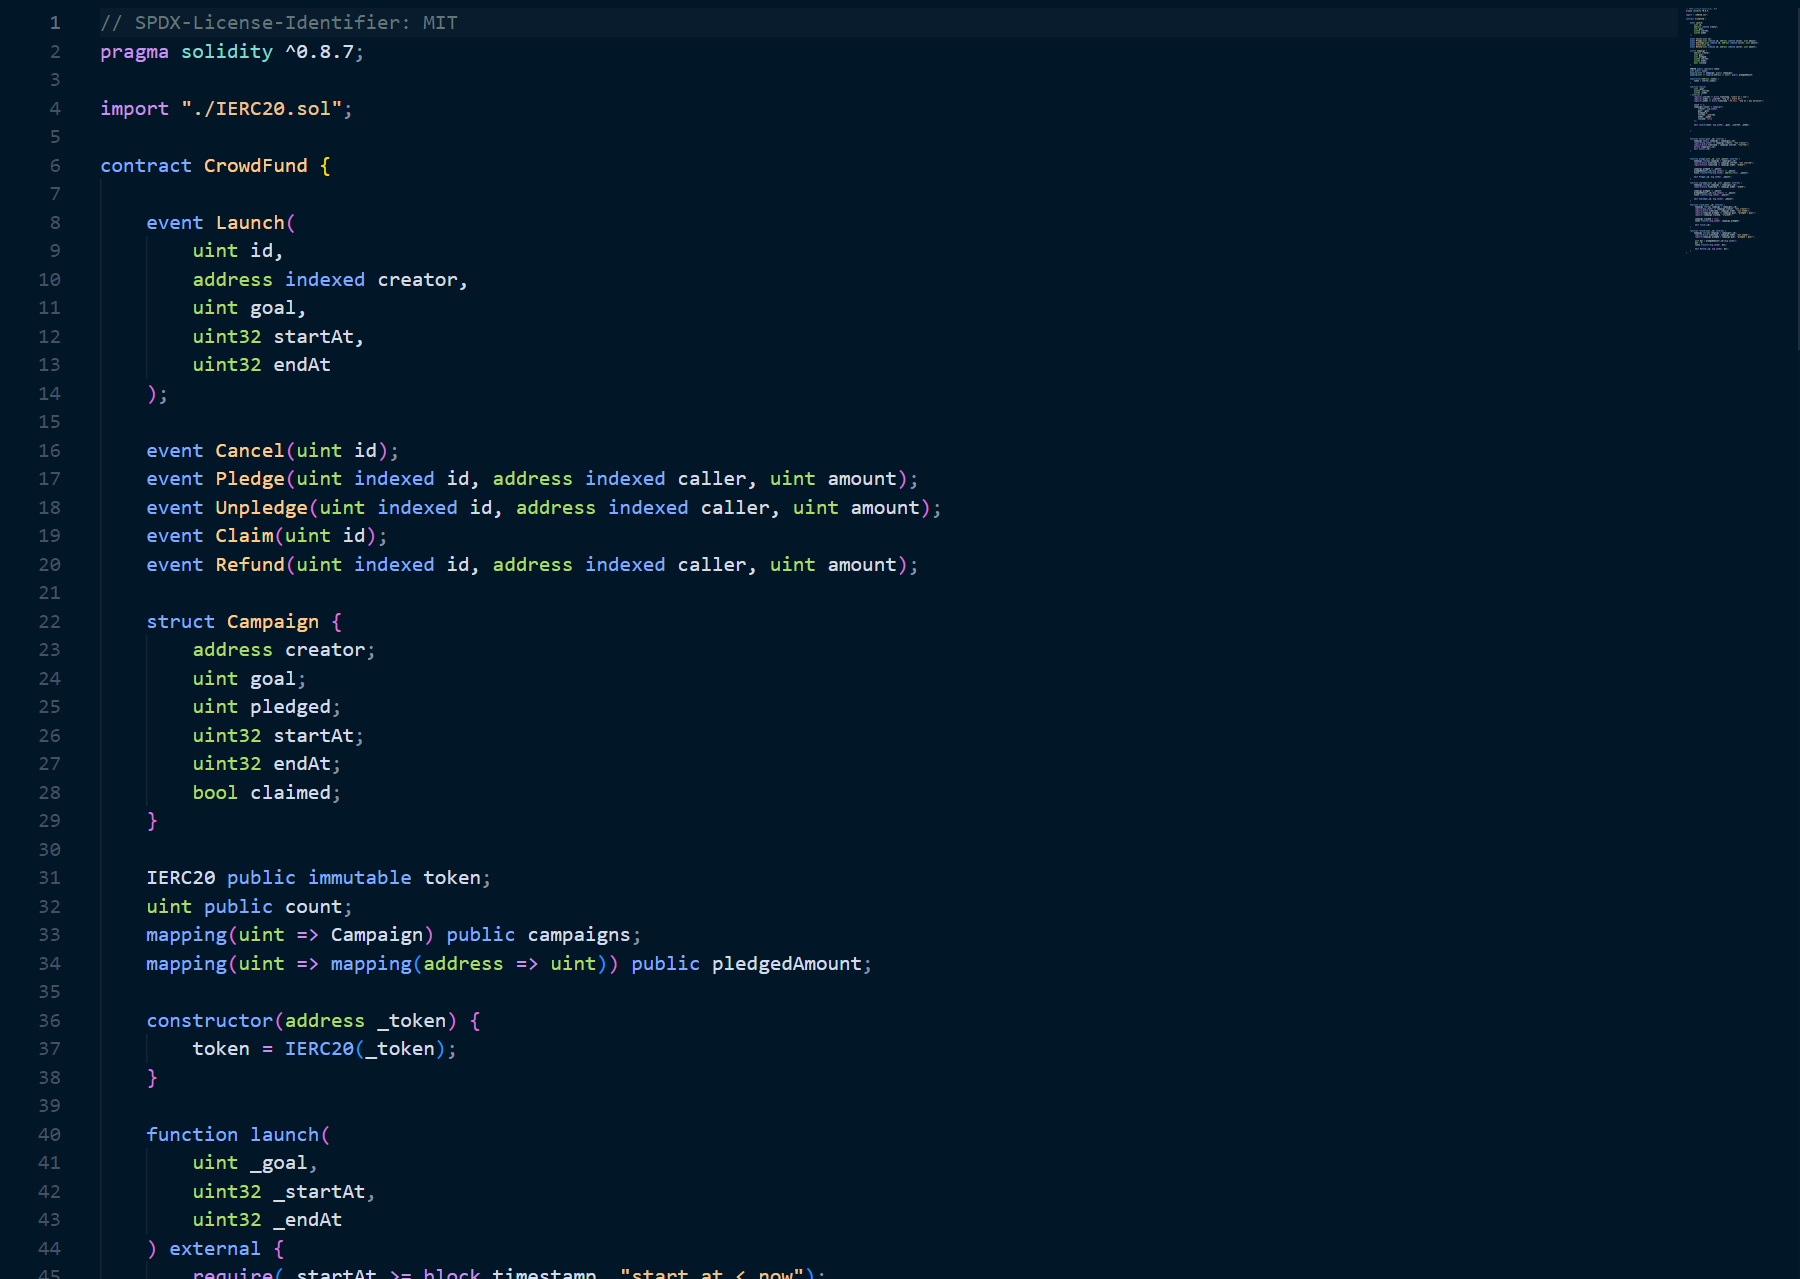 1 // SPDX-License-Identifier: MIT
2 pragma solidity ^0.8.7;
3
4 import "./IERC20.sol";
5
6 contract CrowdFund {
7
8 event Launch(
9 uint id,
10 address indexed creator,
11 uint goal,
12 uint32 startAt,
13 uint32 endAt
14 );
15
16 event Cancel(uint id);
17 event Pledge(uint indexed id, address indexed caller, uint amount);
18 event Unpledge(uint indexed id, address indexed caller, uint amount);
19 event Claim(uint id);
20 event Refund(uint indexed id, address indexed caller, uint amount);
21
22 struct Campaign {
23 address creator;
24 uint goal;
25 uint pledged;
26 uint32 startAt;
27 uint32 endAt;
28 bool claimed;
29 }
30
31 IERC20 public immutable token;
32 uint public count;
33 mapping(uint => Campaign) public campaigns;
34 mapping(uint => mapping(address => uint)) public pledgedAmount;
35
36 constructor(address _token) {
37 token = IERC20(_token);
38 }
39
40 function launch(
41 uint _goal,
42 uint32 _startAt,
43 uint32 _endAt
44 ) external {
45 require(_startAt >= block.timestamp, "start at < now");